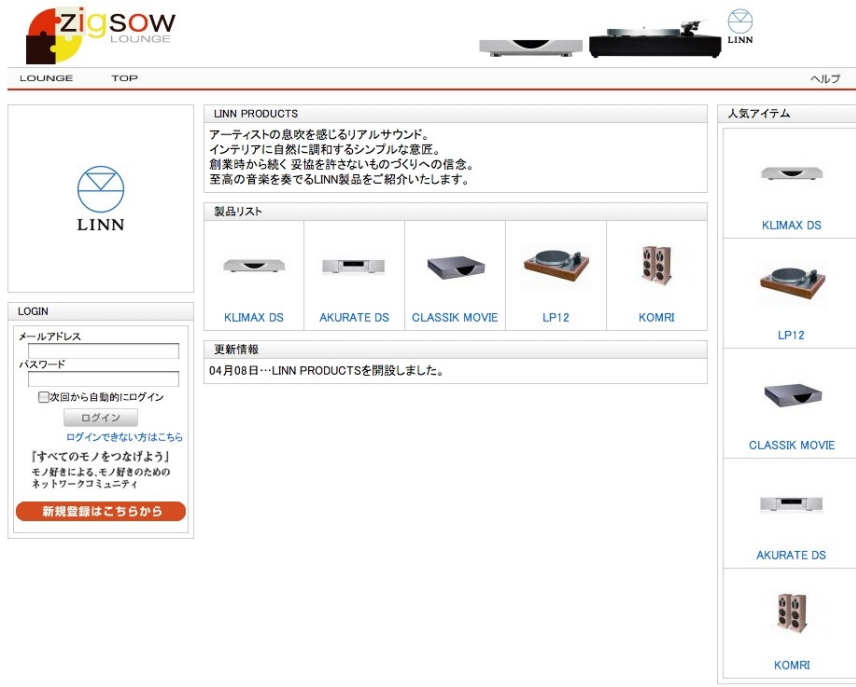 zigsow
LOUNGE
LINN
LOUNGE TOP ヘルプ
LINN
LOGIN
メールアドレス
パスワード
次回から自動的にログイン
ログイン
ログインできない方はこちら
『すべてのモノをつなげよう』
モノ好きによる、モノ好きのための
ネットワークコミュニティ
新規登録はこちらから
LINN PRODUCTS
アーティストの息吹を感じるリアルサウンド。
インテリアに自然に調和するシンプルな意匠。
創業時から続く 妥協を許さないものづくりへの信念。
至高の音楽を奏でるLINN製品をご紹介いたします。
製品リスト
KLIMAX DS AKURATE DS CLASSIK MOVIE LP12 KOMRI
更新情報
04月08日…LINN PRODUCTSを開設しました。
人気アイテム
KLIMAX DS
LP12
CLASSIK MOVIE
AKURATE DS
KOMRI